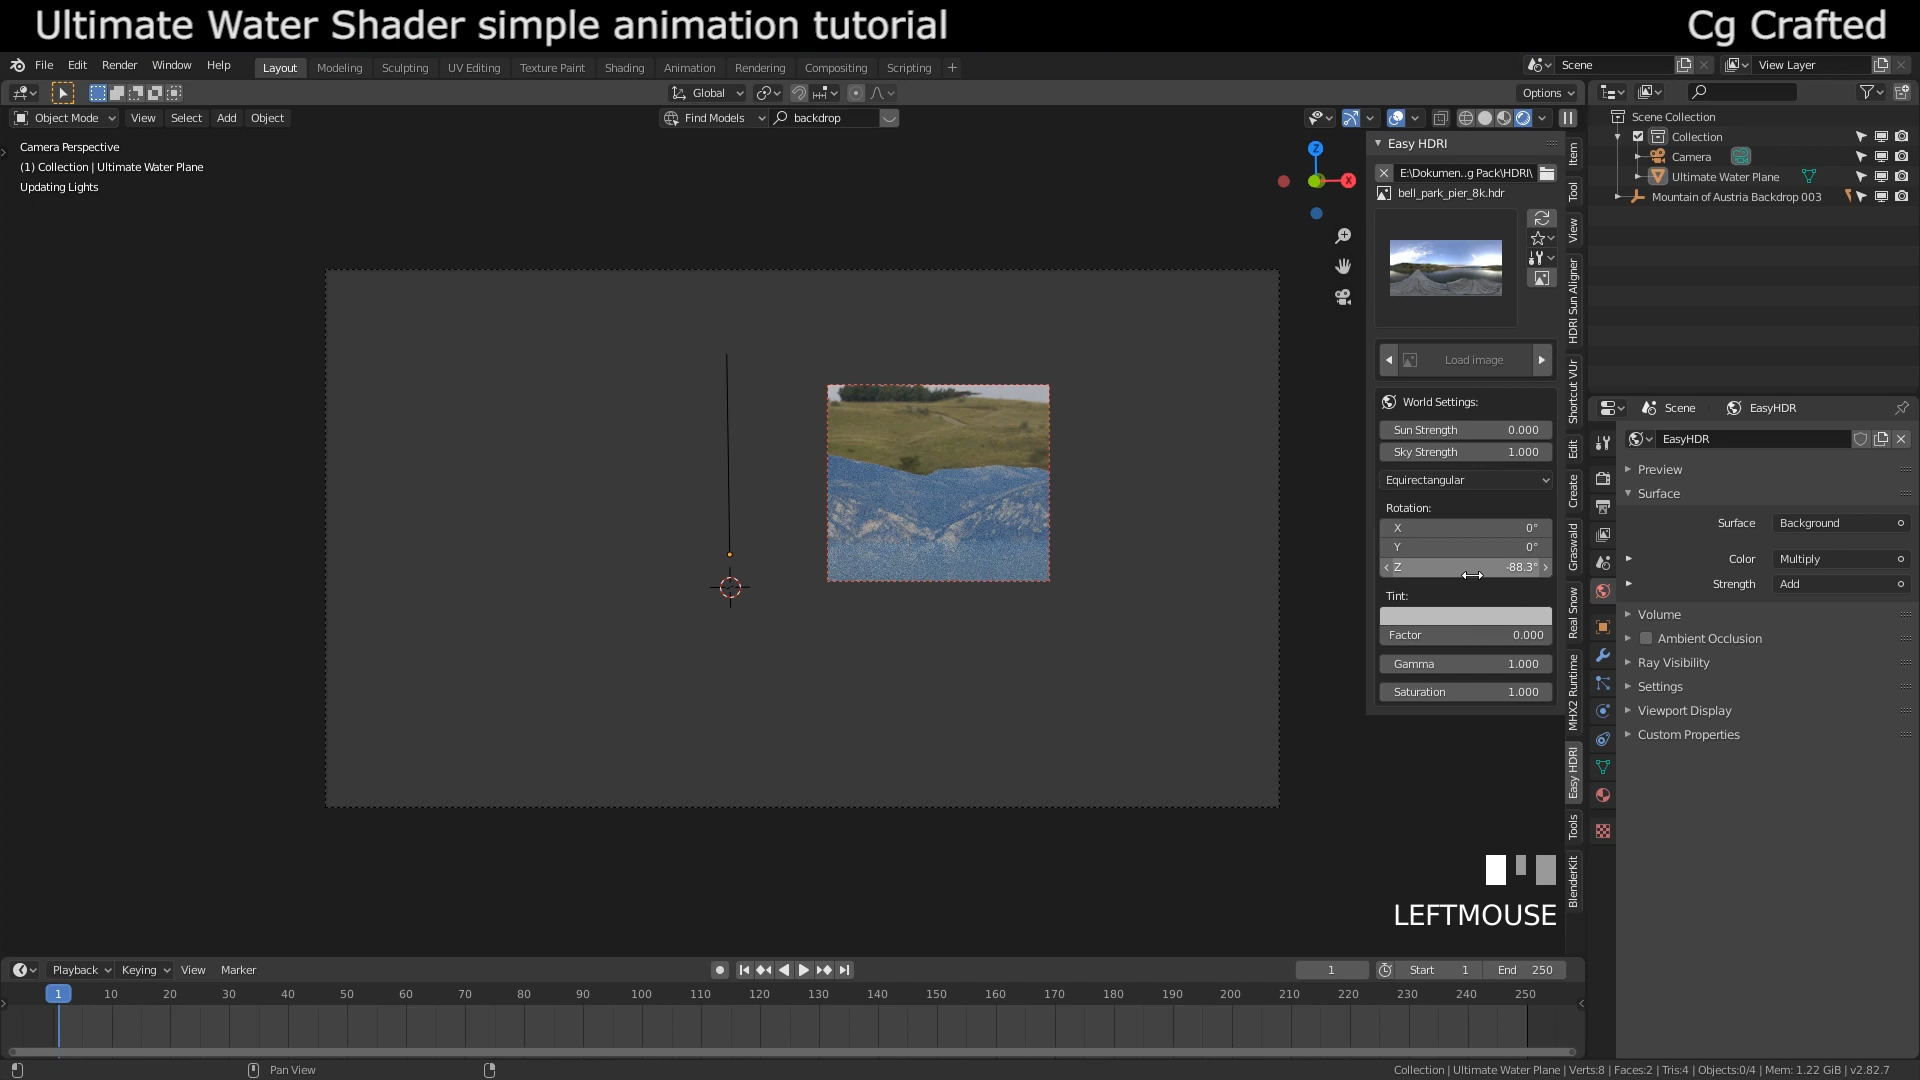 Ultimate Water Shader simple animation tutorial
Cg Crafted
File Edit Render Window Help
Layout Modeling Sculpting UV Editing Texture Paint Shading Animation Rendering Compositing Scripting +
Scene
View Layer
Global
Options
Object Mode View Select Add Object
Find Models
backdrop
Camera Perspective
(1) Collection | Ultimate Water Plane
Updating Lights
Z
X
Easy HDRI
E:\Dokumen..g Pack\HDRI\
bell_park_pier_8k.hdr
Load image
World Settings:
Sun Strength 0.000
Sky Strength 1.000
Equirectangular
Rotation:
X 0°
Y 0°
Z -88.3°
Tint:
Factor 0.000
Gamma 1.000
Saturation 1.000
Item
Tool
View
HDRI Sun Aligner
Shortcut VUr
Edit
Create
Graswald
Real Snow
MHX2 Runtime
Easy HDRI
Tools
BlenderKit
Scene Collection
Collection
Camera
Ultimate Water Plane
Mountain of Austria Backdrop 003
Scene EasyHDR
EasyHDR
Preview
Surface
Surface Background
Color Multiply
Strength Add
Volume
Ambient Occlusion
Ray Visibility
Settings
Viewport Display
Custom Properties
LEFTMOUSE
Playback Keying View Marker
1
Start 1
End 250
1 10 20 30 40 50 60 70 80 90 100 110 120 130 140 150 160 170 180 190 200 210 220 230 240 250
Pan View
Collection | Ultimate Water Plane | Verts:8 | Faces:2 | Tris:4 | Objects:0/4 | Mem: 1.22 GiB | v2.82.7